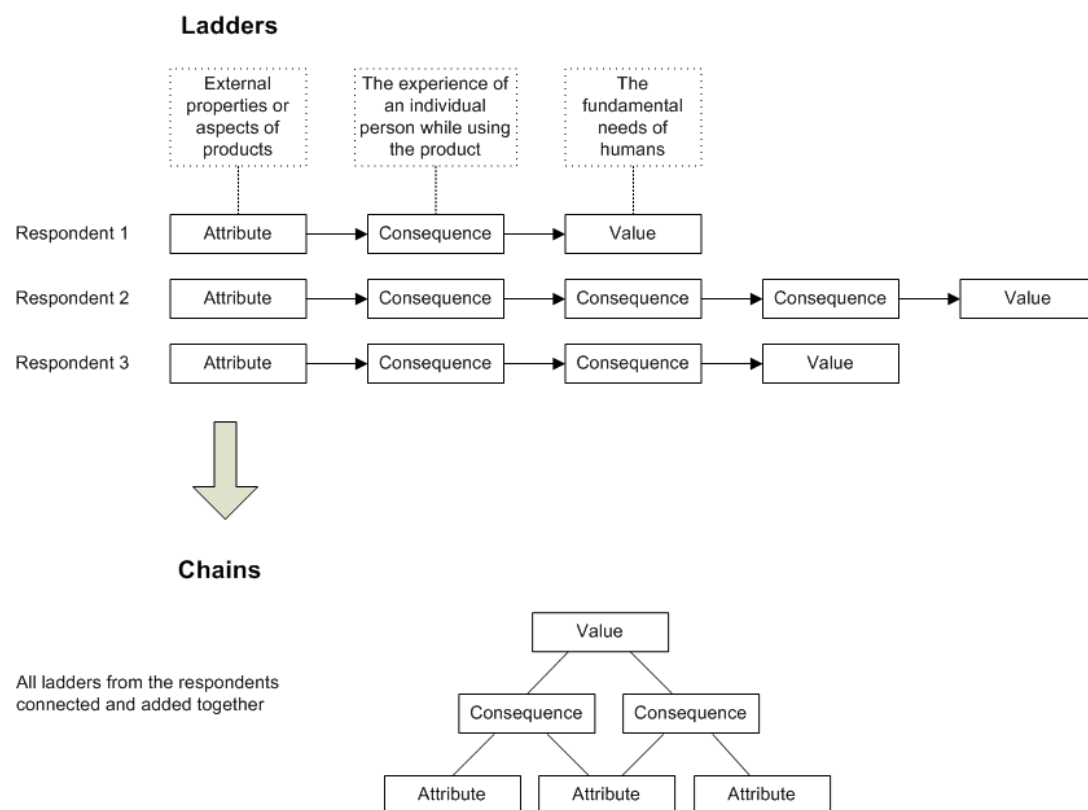 Ladders
External
properties or
aspects of
products
The experience of
an individual
person while using
the product
The
fundamental
needs of
humans
Respondent 1
Attribute
Consequence
Value
Respondent 2
Attribute
Consequence
Consequence
Consequence
Value
Respondent 3
Attribute
Consequence
Consequence
Value
Chains
Value
All ladders from the respondents
connected and added together
Consequence
Consequence
Attribute
Attribute
Attribute